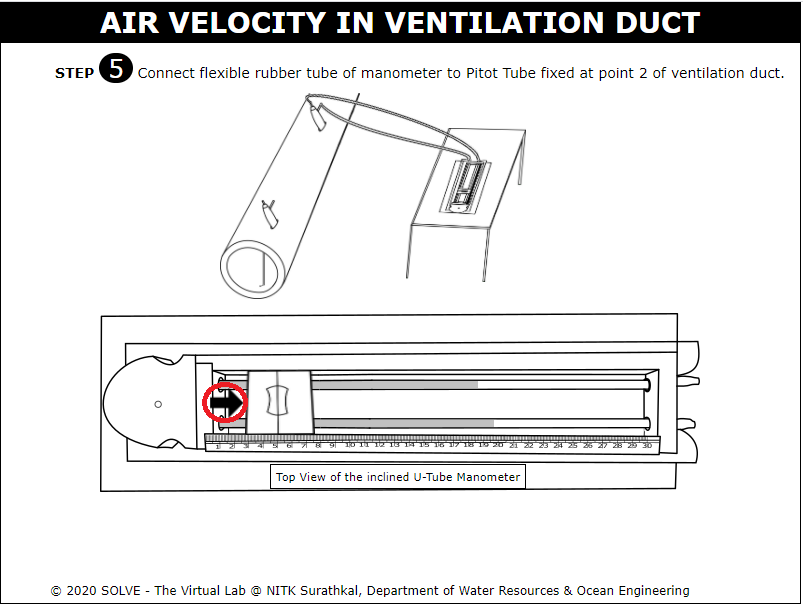 AIR VELOCITY IN VENTILATION DUCT
STEP 5 Connect flexible rubber tube of manometer to Pitot Tube fixed at point 2 of ventilation duct.
1 2 3 4 5 6 7 8 9 10 11 12 13 14 15 16 17 18 19 20 21 22 23 24 25 26 27 28 29 30
Top View of the inclined U-Tube Manometer
© 2020 SOLVE - The Virtual Lab @ NITK Surathkal, Department of Water Resources & Ocean Engineering